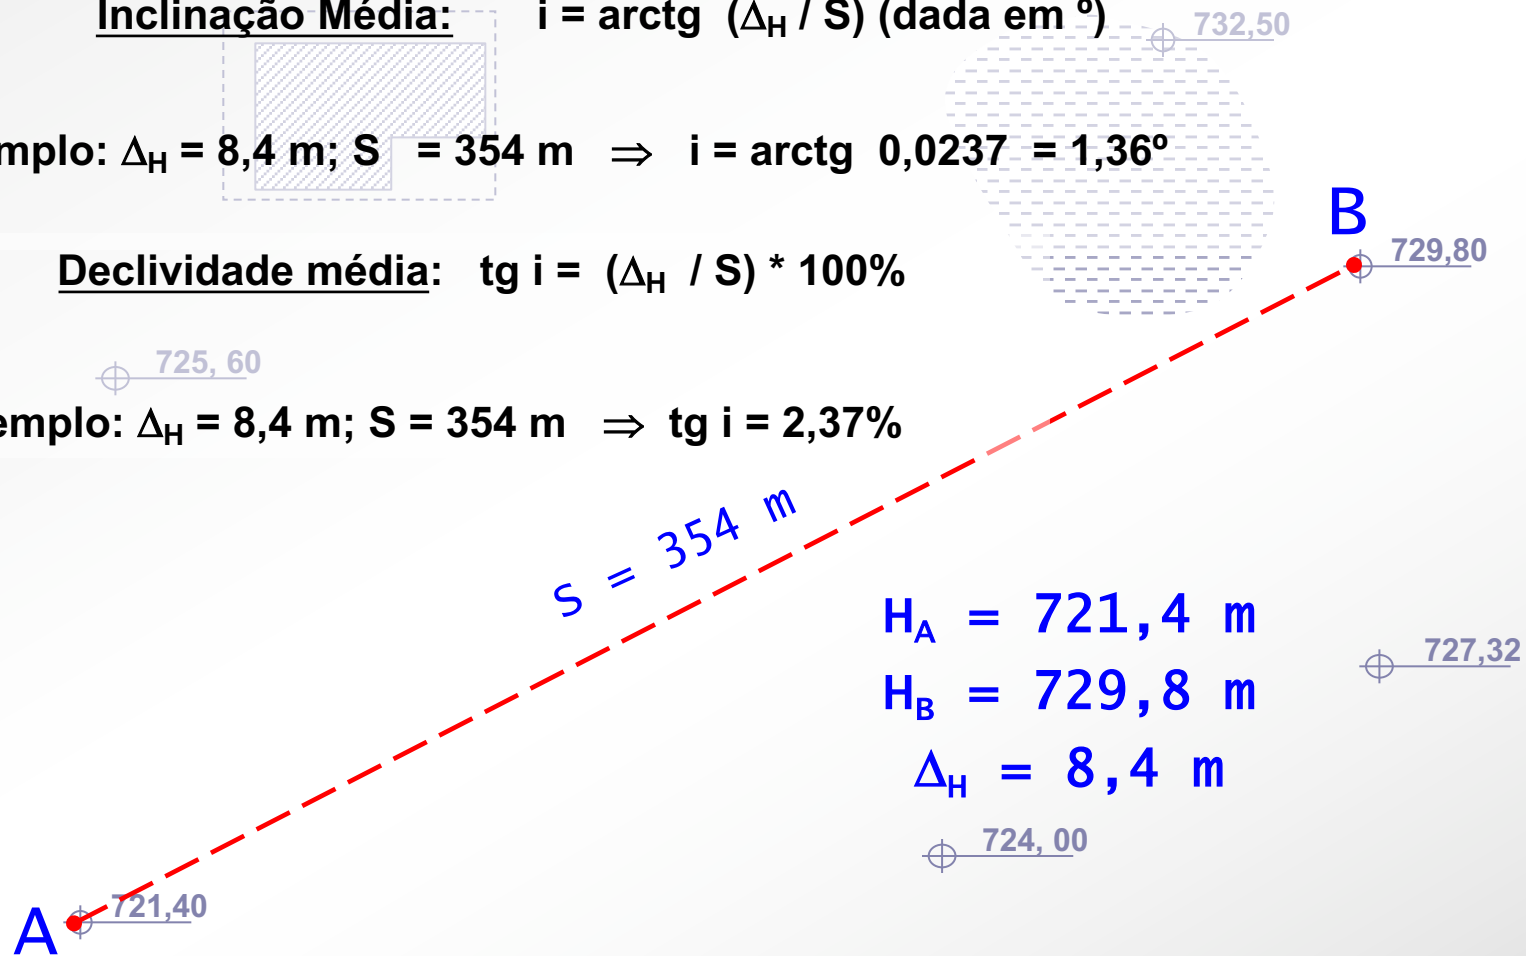 Inclinação Média: i = arctg (ΔH / S) (dada em º)
732,50
mplo: ΔH = 8,4 m; S = 354 m ⇒ i = arctg 0,0237 = 1,36º
B
729,80
Declividade média: tg i = (ΔH / S) * 100%
725, 60
emplo: ΔH = 8,4 m; S = 354 m ⇒ tg i = 2,37%
S = 354 m
HA = 721,4 m
727,32
HB = 729,8 m
ΔH = 8,4 m
724, 00
721,40
A